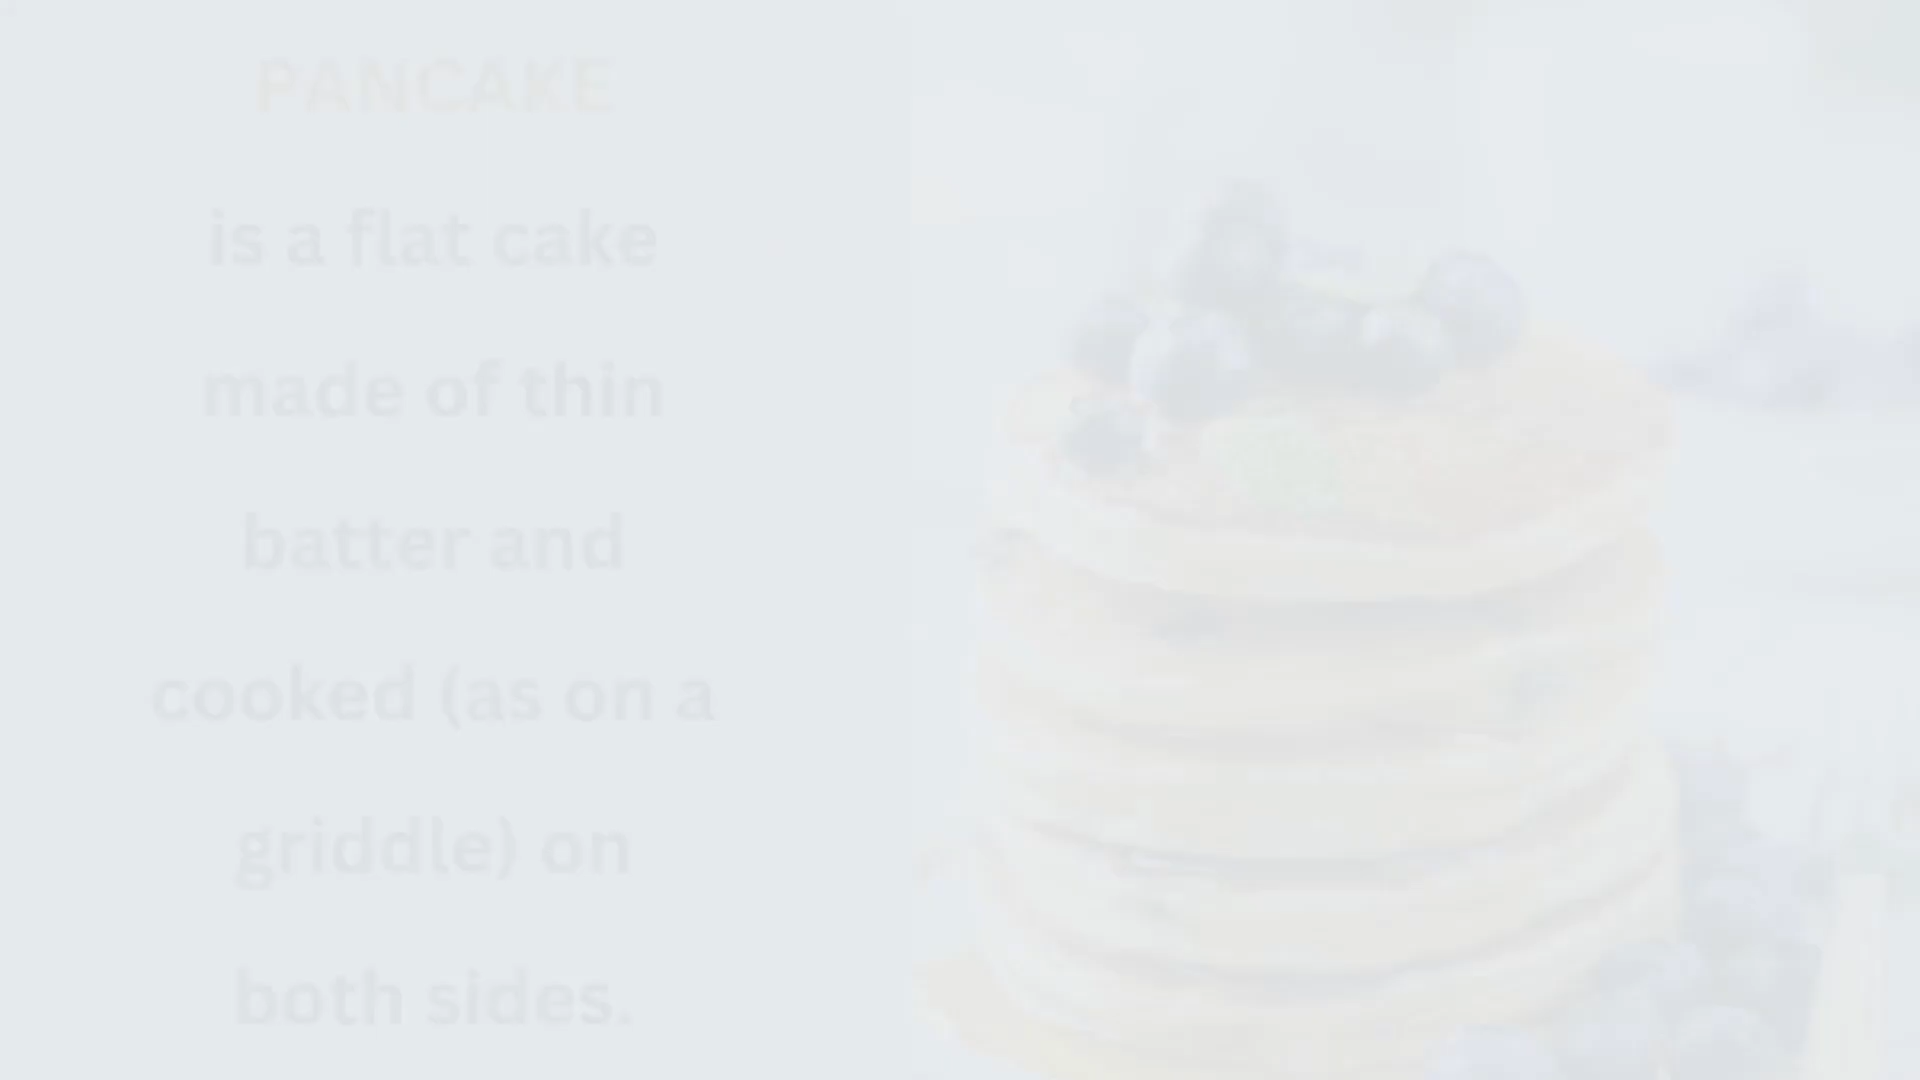 PANCAKE
is a flat cake
made of thin
batter and
cooked (as on a
griddle) on
both sides.